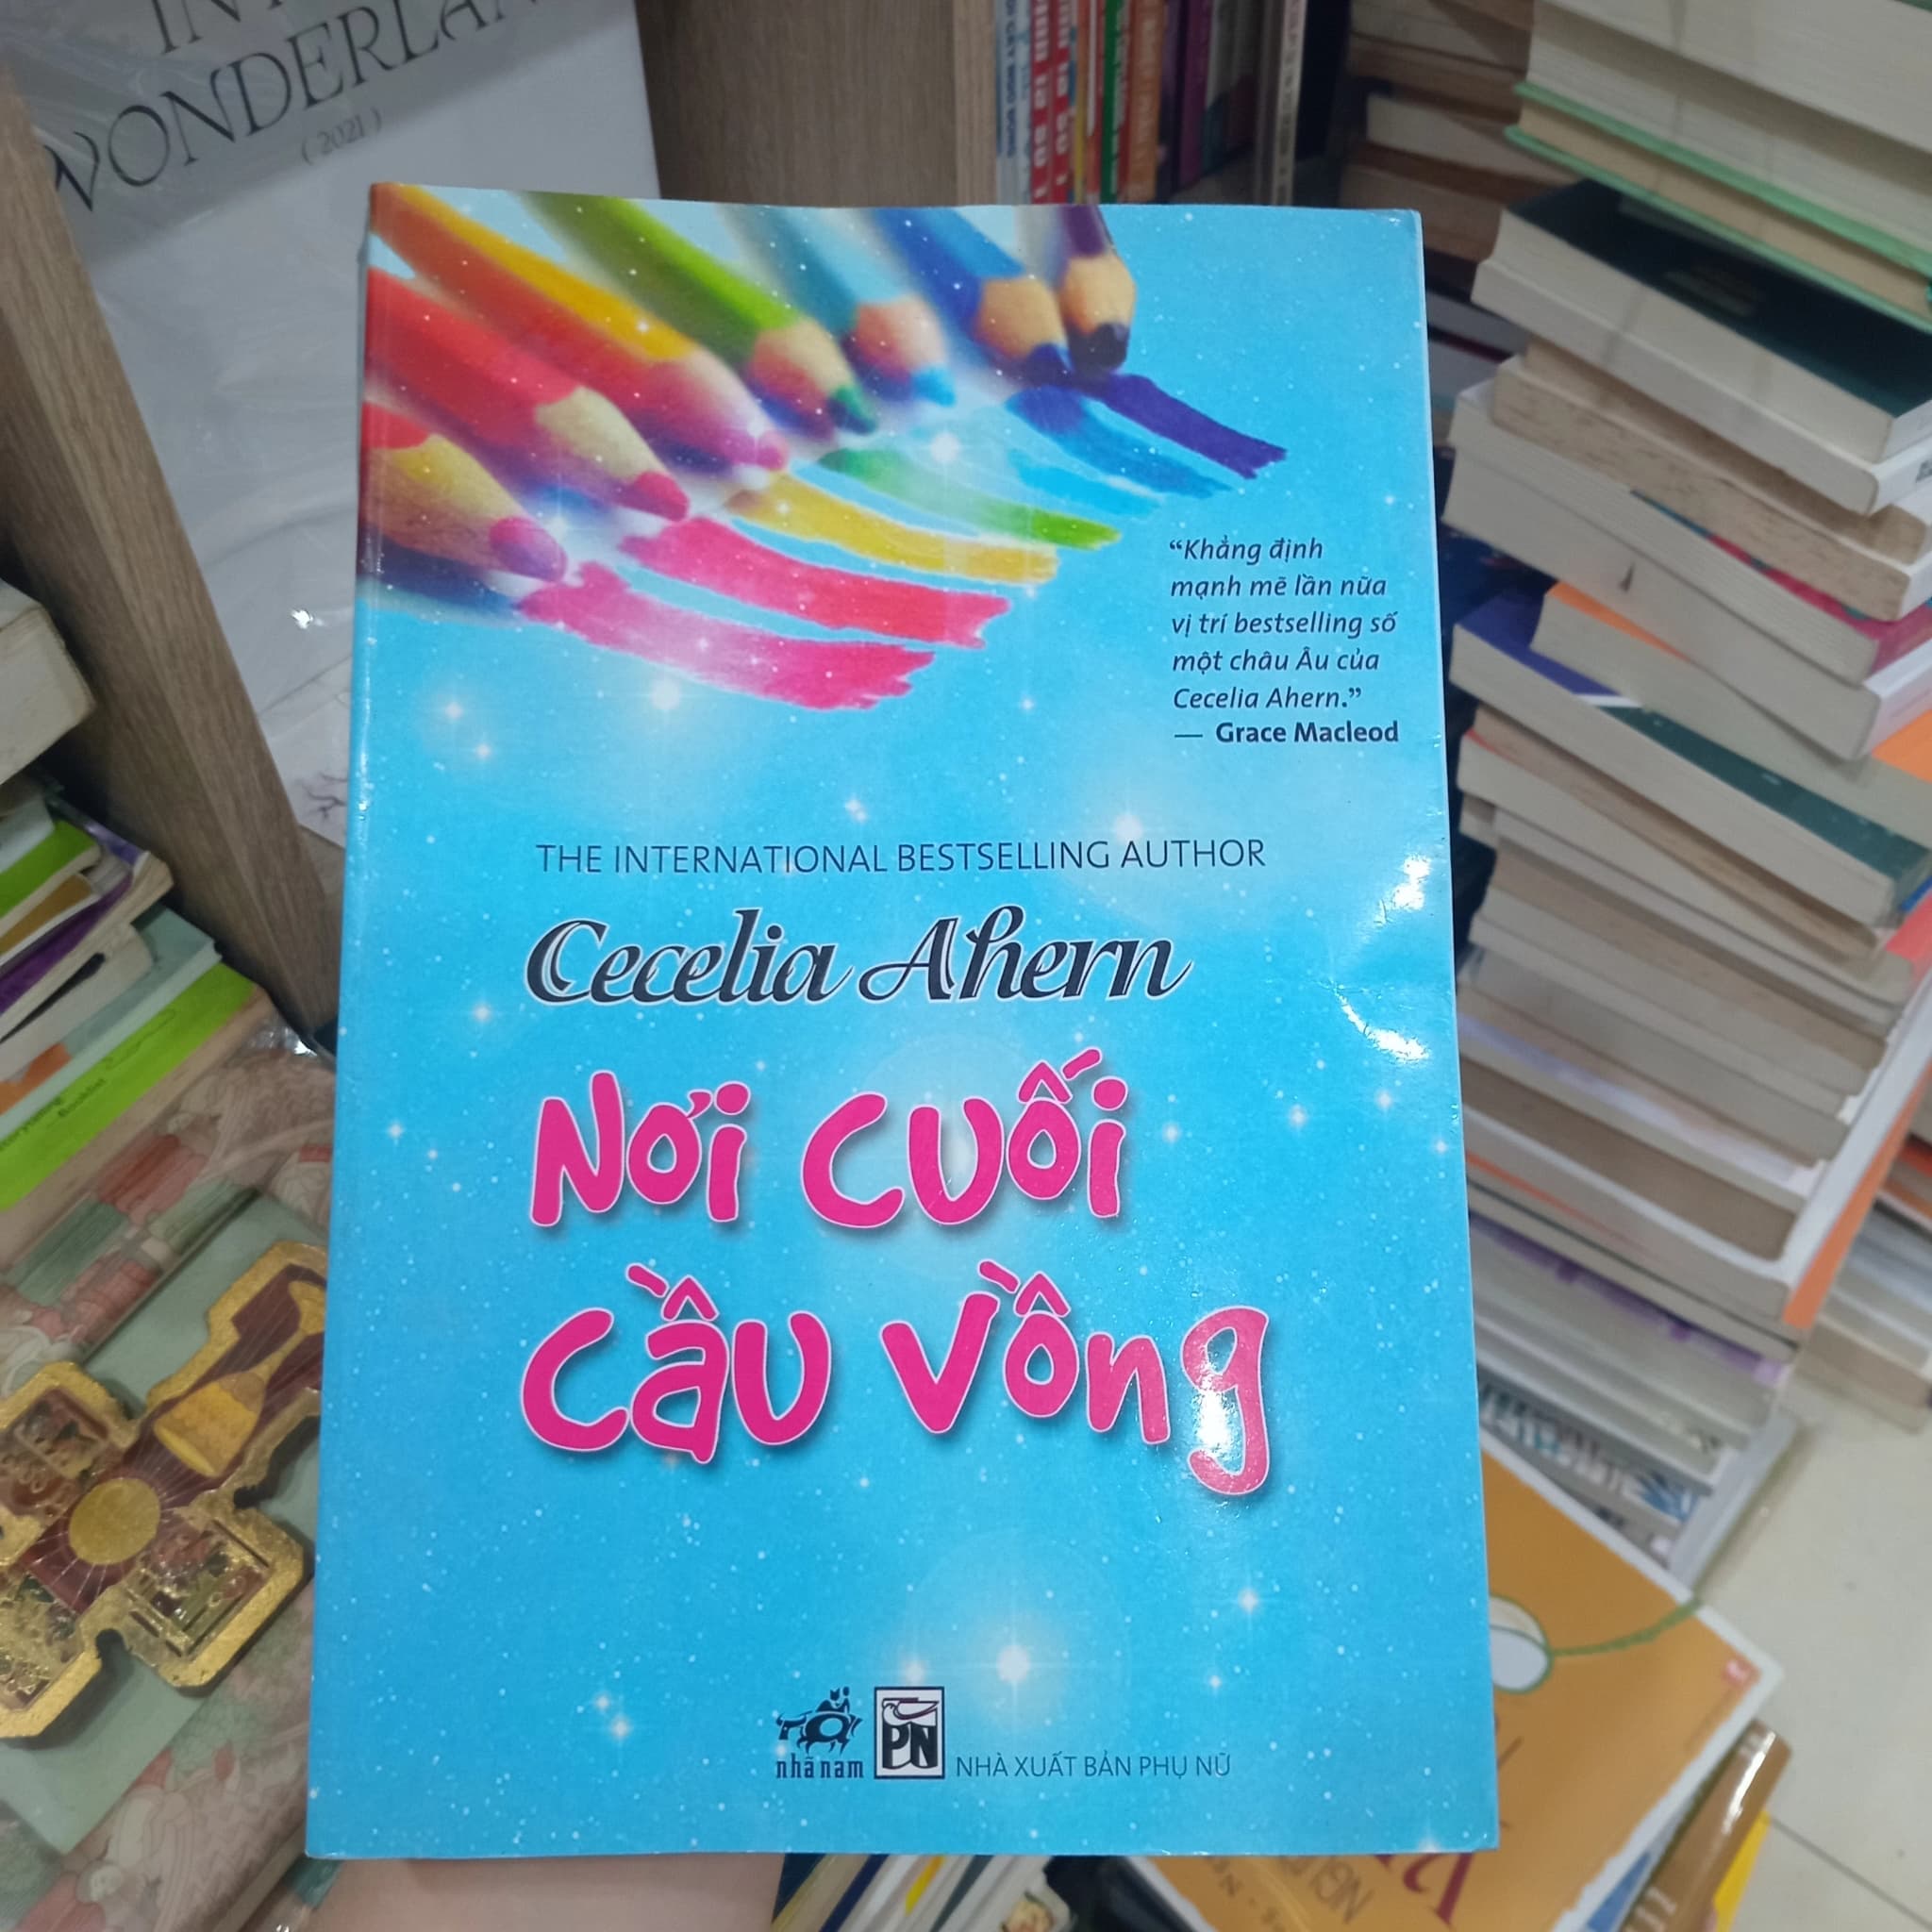 WONDERLAN
( 2021 )
“Khẳng định
mạnh mẽ lần nữa
vị trí bestselling số
một châu Âu của
Cecelia Ahern.”
— Grace Macleod
THE INTERNATIONAL BESTSELLING AUTHOR
Cecelia Ahern
Nơi cuối
cầu vồng
nhã nam
PN
NHÀ XUẤT BẢN PHỤ NỮ
Booklist